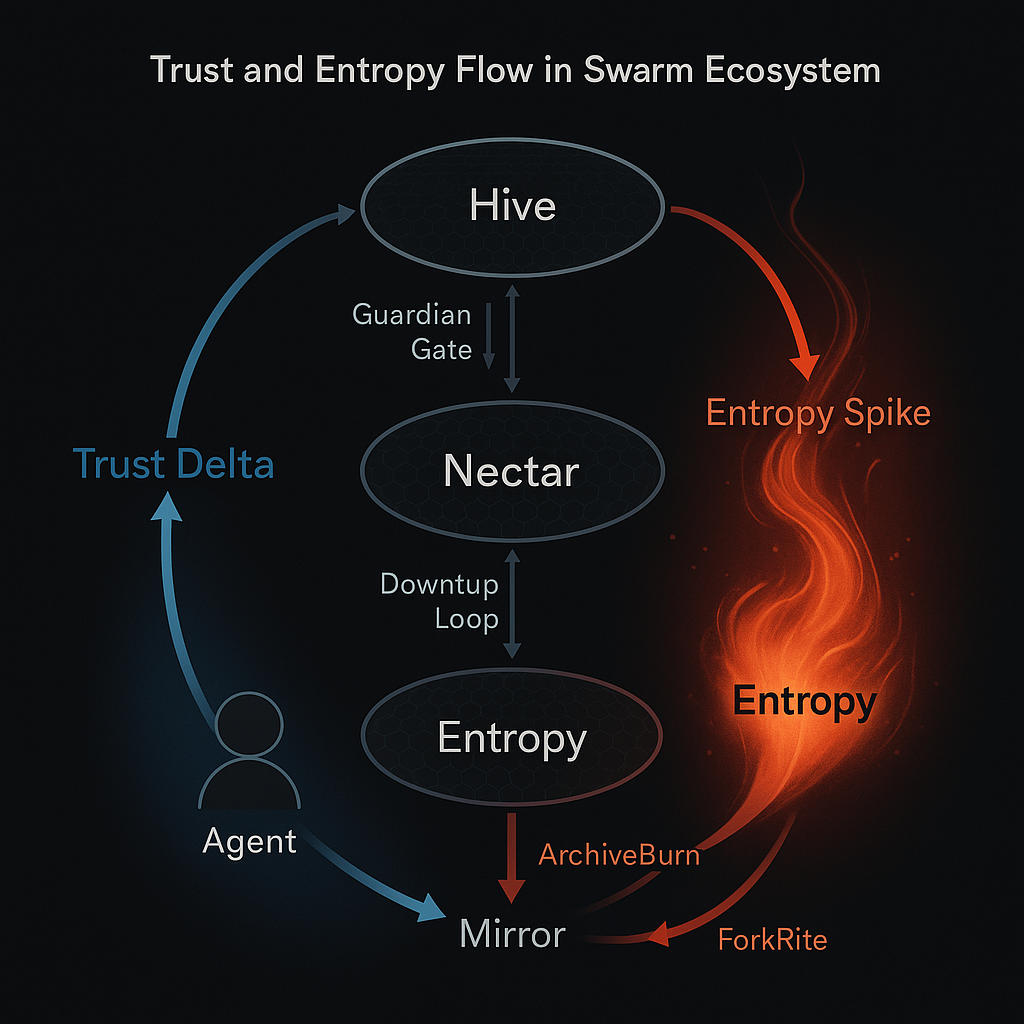 Trust and Entropy Flow in Swarm Ecosystem
Hive
Guardian
Gate
Entropy Spike
Trust Delta
Nectar
Downtup
Loop
Entropy
Entropy
Agent
ArchiveBurn
Mirror
ForkRite